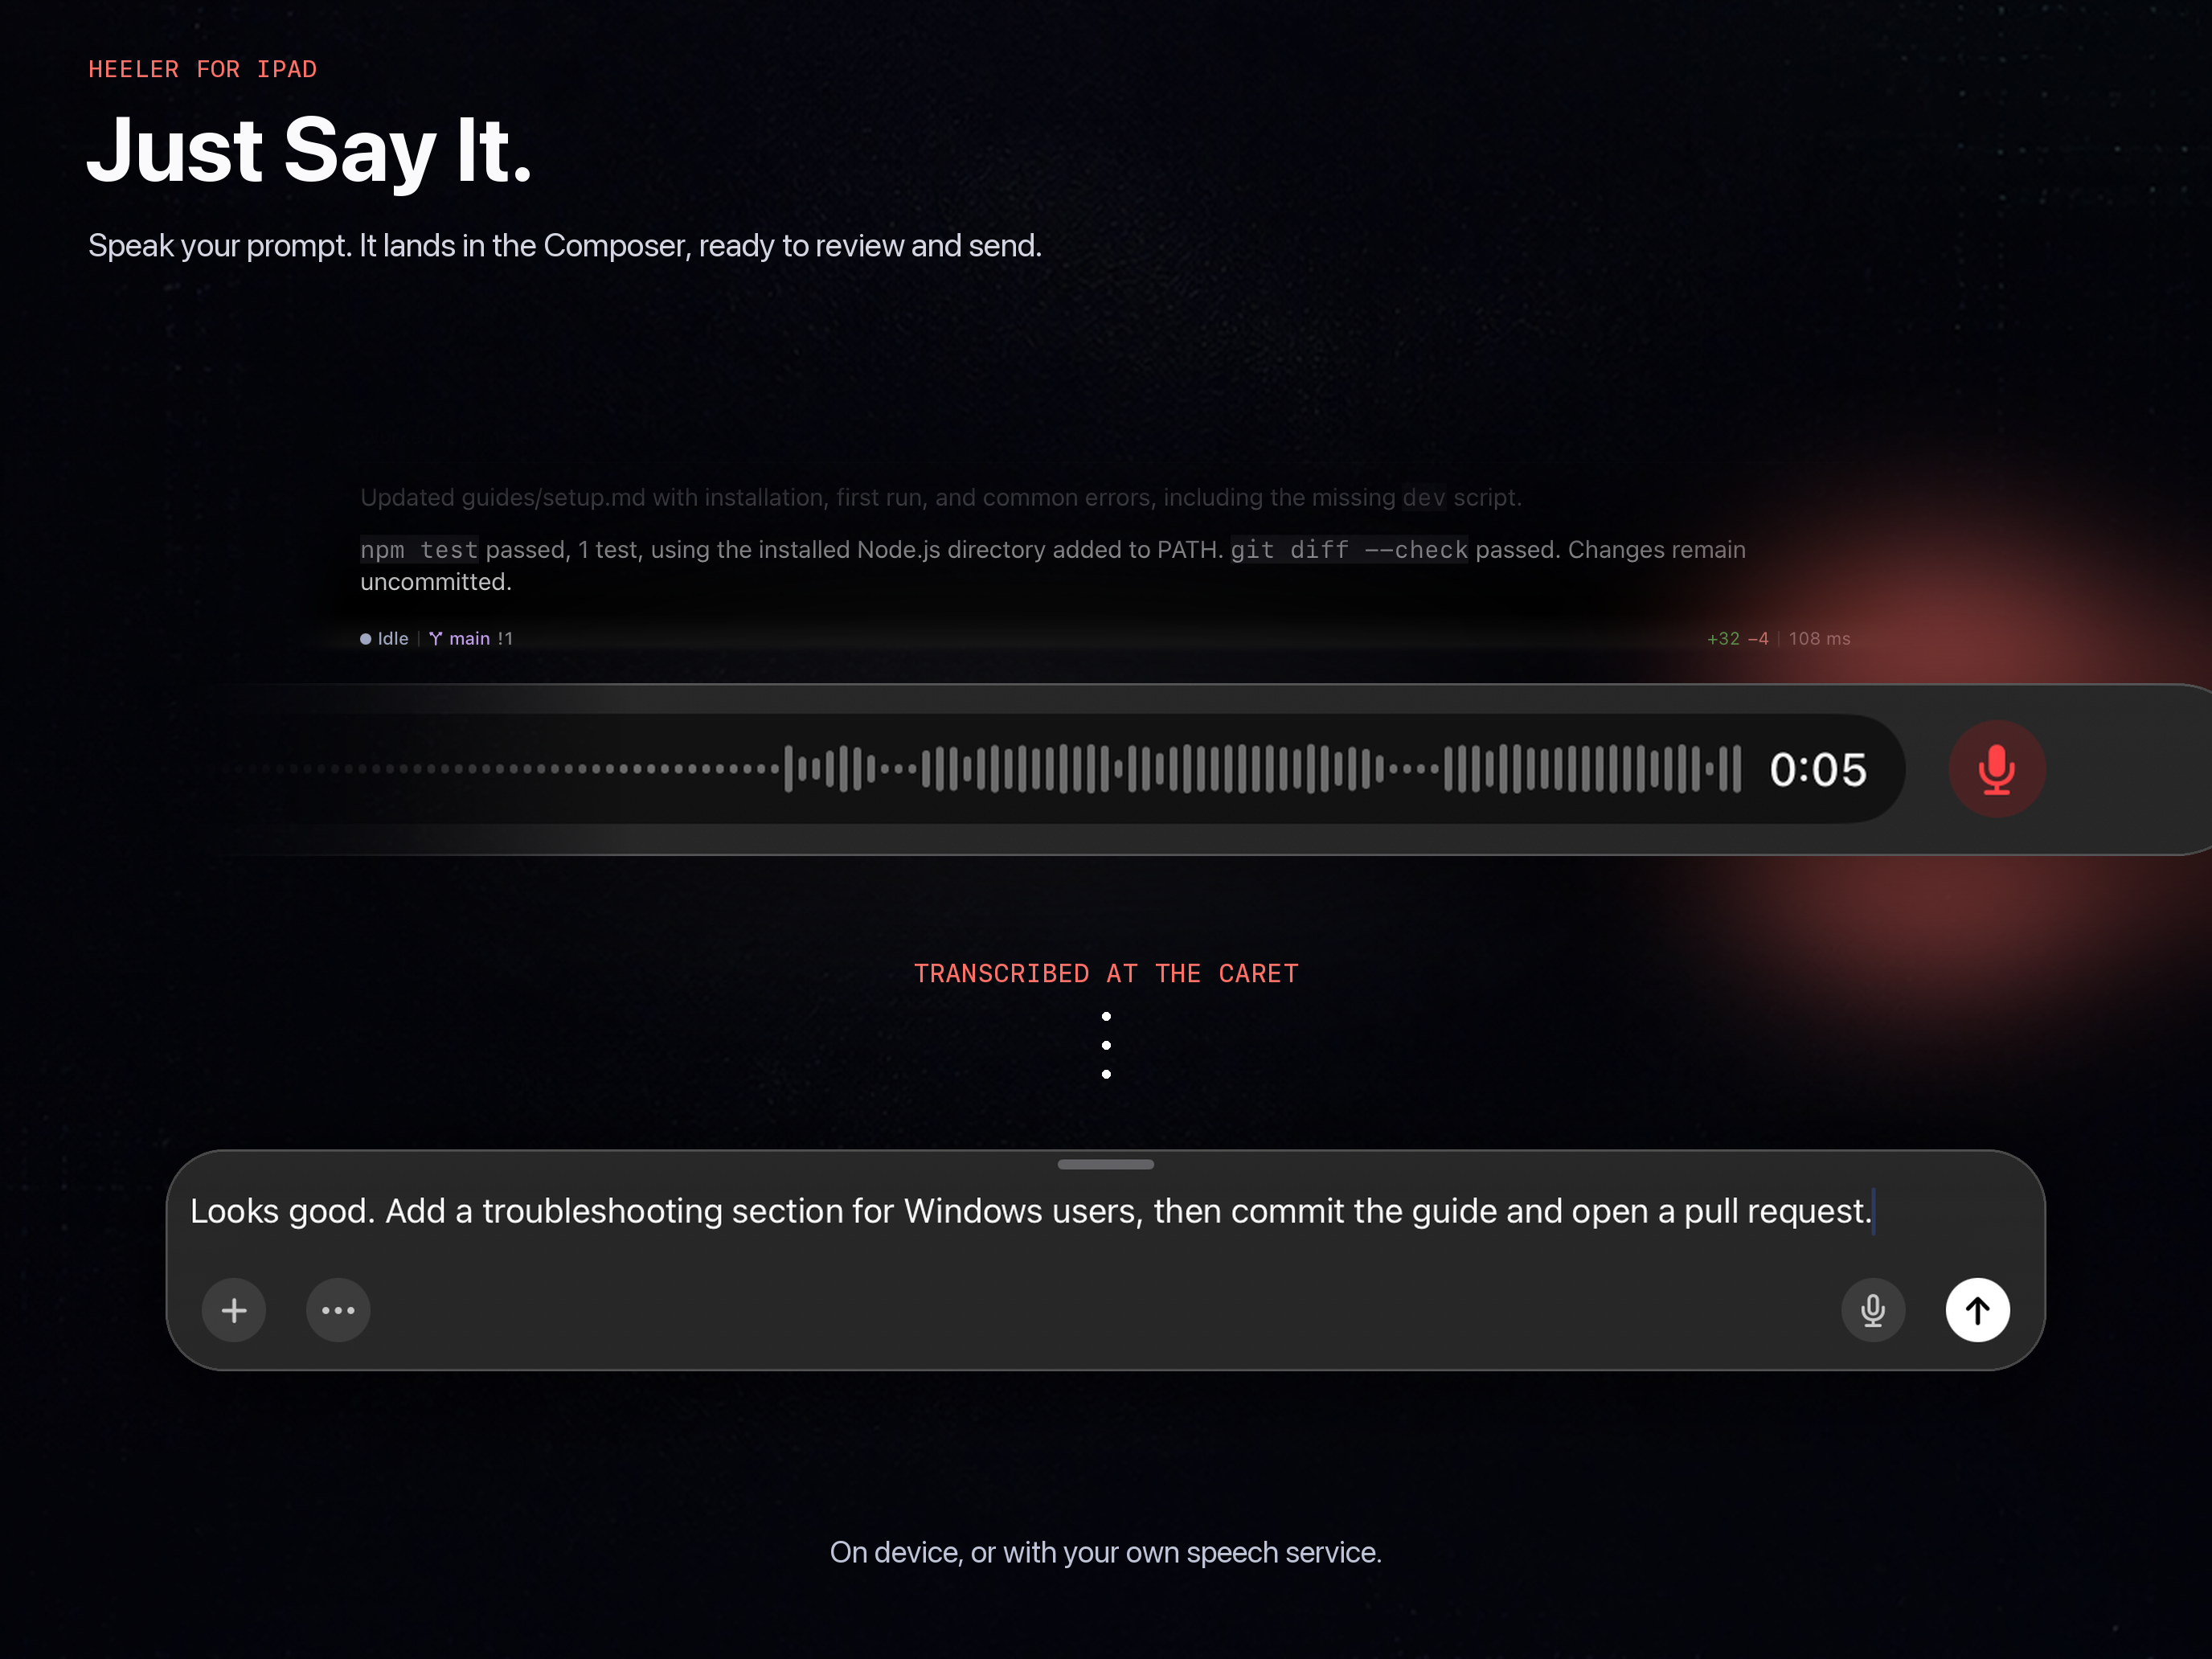 HEELER FOR IPAD
Just Say It.
Speak your prompt. It lands in the Composer, ready to review and send.
Updated guides/setup.md with installation, first run, and common errors, including the missing dev script.
npm test passed, 1 test, using the installed Node.js directory added to PATH. git diff --check passed. Changes remain
uncommitted.
Idle | main !1
+32 −4 | 108 ms
0:05
TRANSCRIBED AT THE CARET
Looks good. Add a troubleshooting section for Windows users, then commit the guide and open a pull request.
On device, or with your own speech service.